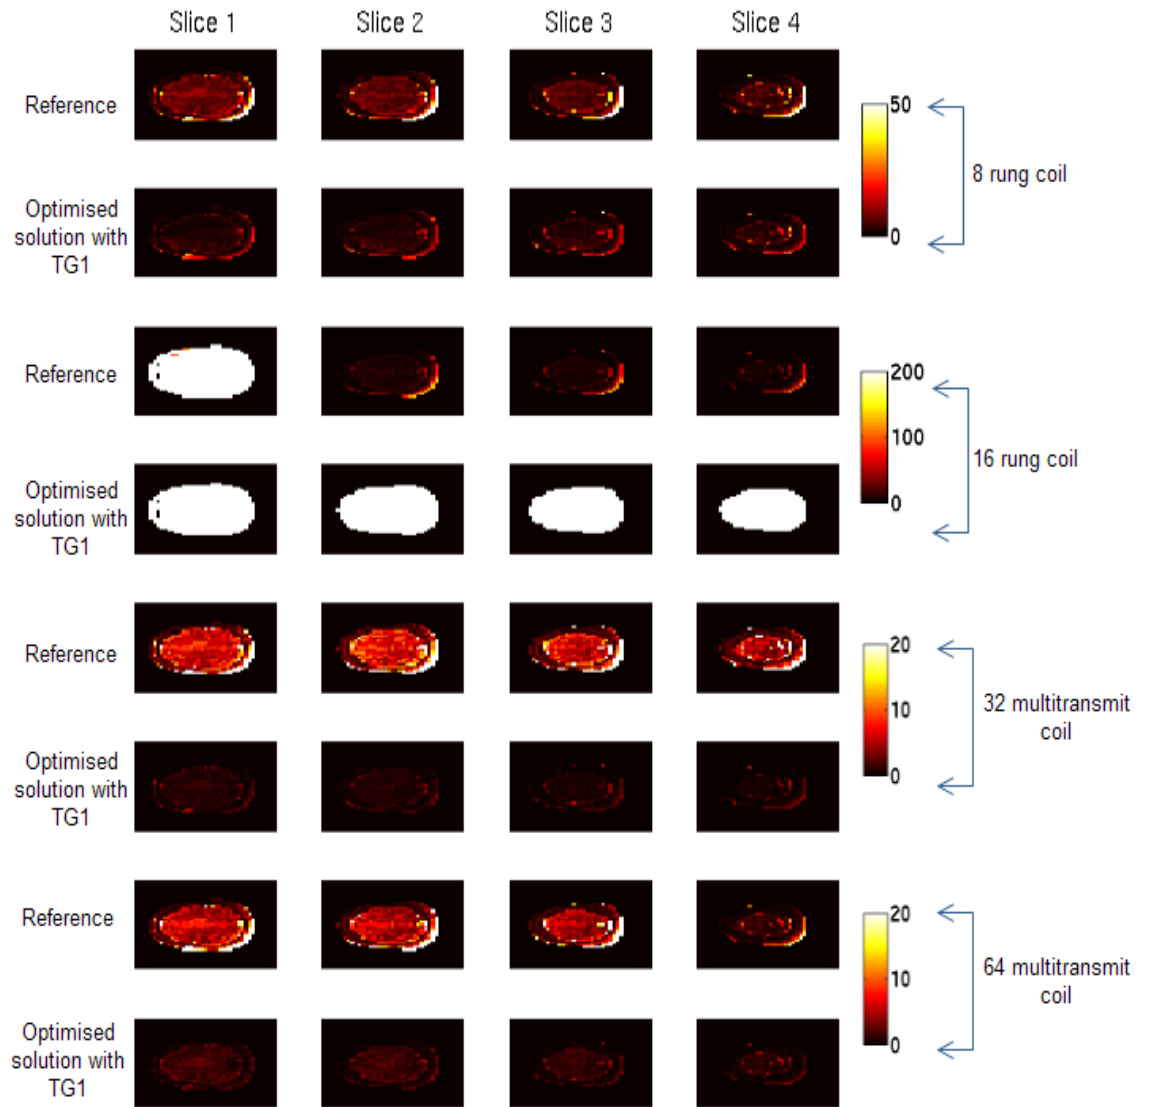 Slice 1 Slice 2 Slice 3 Slice 4
Reference
50
0
8 rung coil
Optimised
solution with
TG1
Reference
200
100
0
16 rung coil
Optimised
solution with
TG1
Reference
20
10
0
32 multitransmit
coil
Optimised
solution with
TG1
Reference
20
10
0
64 multitransmit
coil
Optimised
solution with
TG1